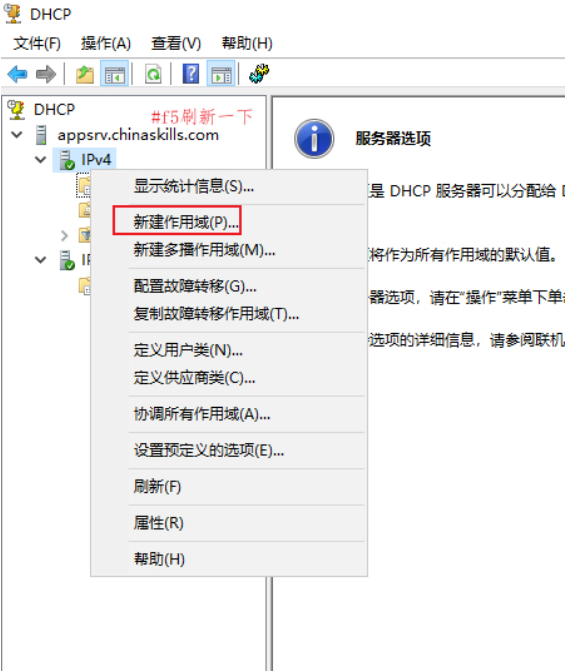 DHCP
文件(F) 操作(A) 查看(V) 帮助(H)
DHCP
#f5刷新一下
appsrv.chinaskills.com
服务器选项
IPv4
显示统计信息(S)...
是 DHCP 服务器可以分配给
新建作用域(P)...
新建多播作用域(M)...
将作为所有作用域的默认值。
配置故障转移(G)...
器选项，请在“操作”菜单下单
复制故障转移作用域(T)...
选项的详细信息，请参阅联机
定义用户类(N)...
定义供应商类(C)...
协调所有作用域(A)...
设置预定义的选项(E)...
刷新(F)
属性(R)
帮助(H)